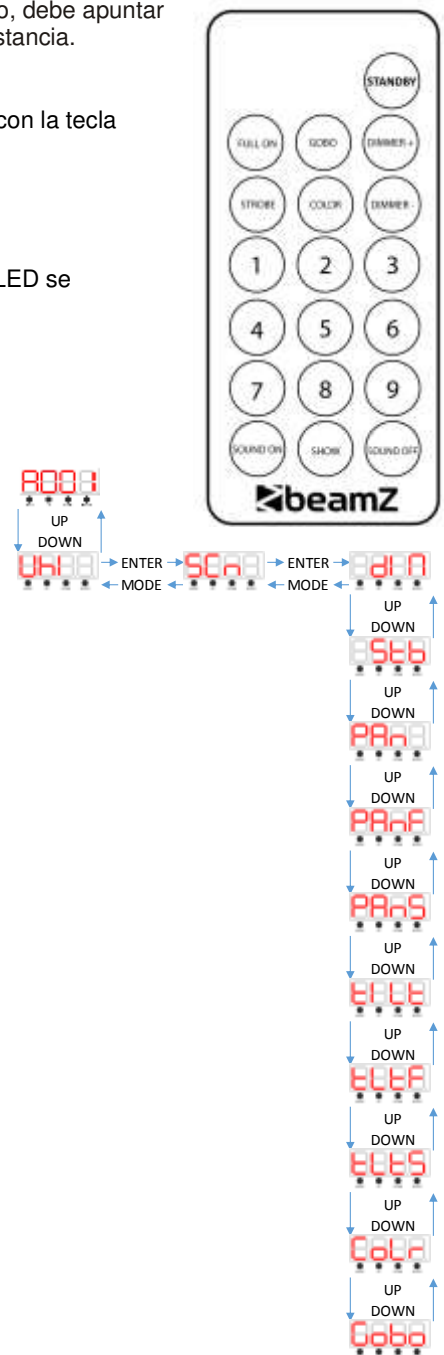 o, debe apuntar
stancia.
con la tecla
LED se
STANDBY
FULL ON GOBO DIMMER +
STROBE COLOR DIMMER -
1 2 3
4 5 6
7 8 9
SOUND ON SHOW SOUND OFF
beamZ
A001
UP
DOWN
UhI ENTER SCn ENTER dIM
MODE MODE
UP
DOWN
Stb
UP
DOWN
PAn
UP
DOWN
PAnF
UP
DOWN
PAnS
UP
DOWN
tILt
UP
DOWN
tLtF
UP
DOWN
tLtS
UP
DOWN
CoLr
UP
DOWN
Gobo